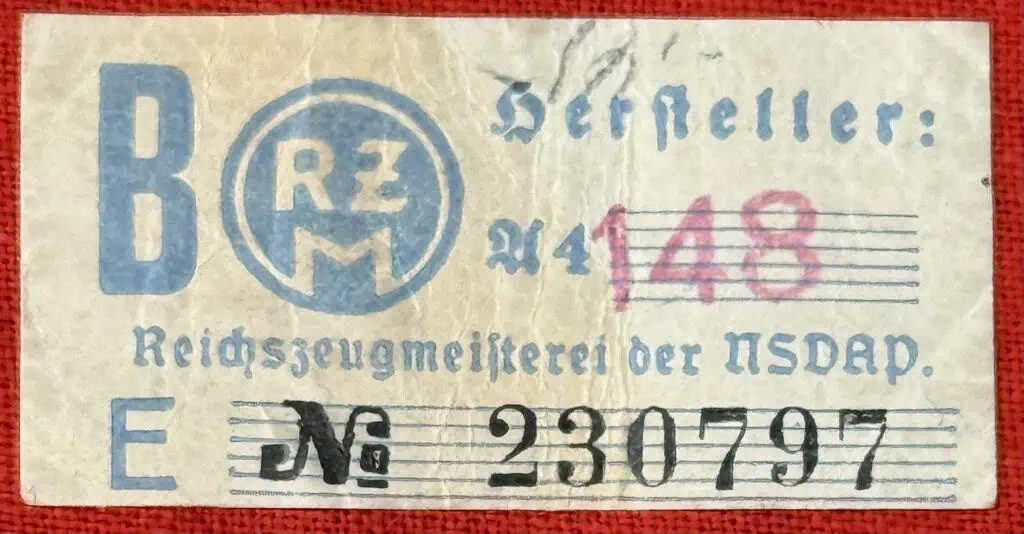 B RZM Hersteller:
A4 148
Reichszeugmeisterei der NSDAP.
E № 230797